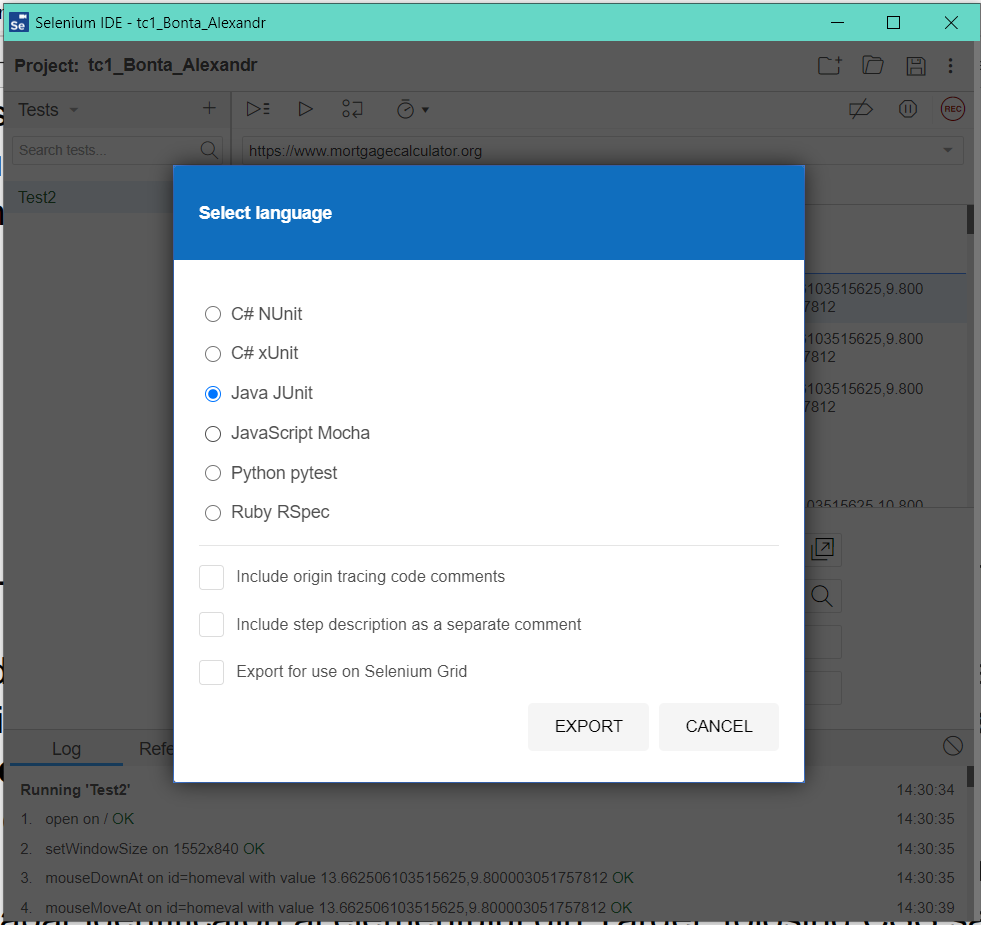 Selenium IDE - tc1_Bonta_Alexandr
Project: tc1_Bonta_Alexandr
Tests
REC
Search tests...
https://www.mortgagecalculator.org
Test2
Select language
103515625,9.800
7812
103515625,9.800
7812
103515625,9.800
7812
03515625,10.800
C# NUnit
C# xUnit
Java JUnit
JavaScript Mocha
Python pytest
Ruby RSpec
Include origin tracing code comments
Include step description as a separate comment
Export for use on Selenium Grid
EXPORT CANCEL
Log Refe
Running 'Test2' 14:30:34
1. open on / OK 14:30:35
2. setWindowSize on 1552x840 OK 14:30:35
3. mouseDownAt on id=homeval with value 13.662506103515625,9.800003051757812 OK 14:30:35
4. mouseMoveAt on id=homeval with value 13.662506103515625,9.800003051757812 OK 14:30:39